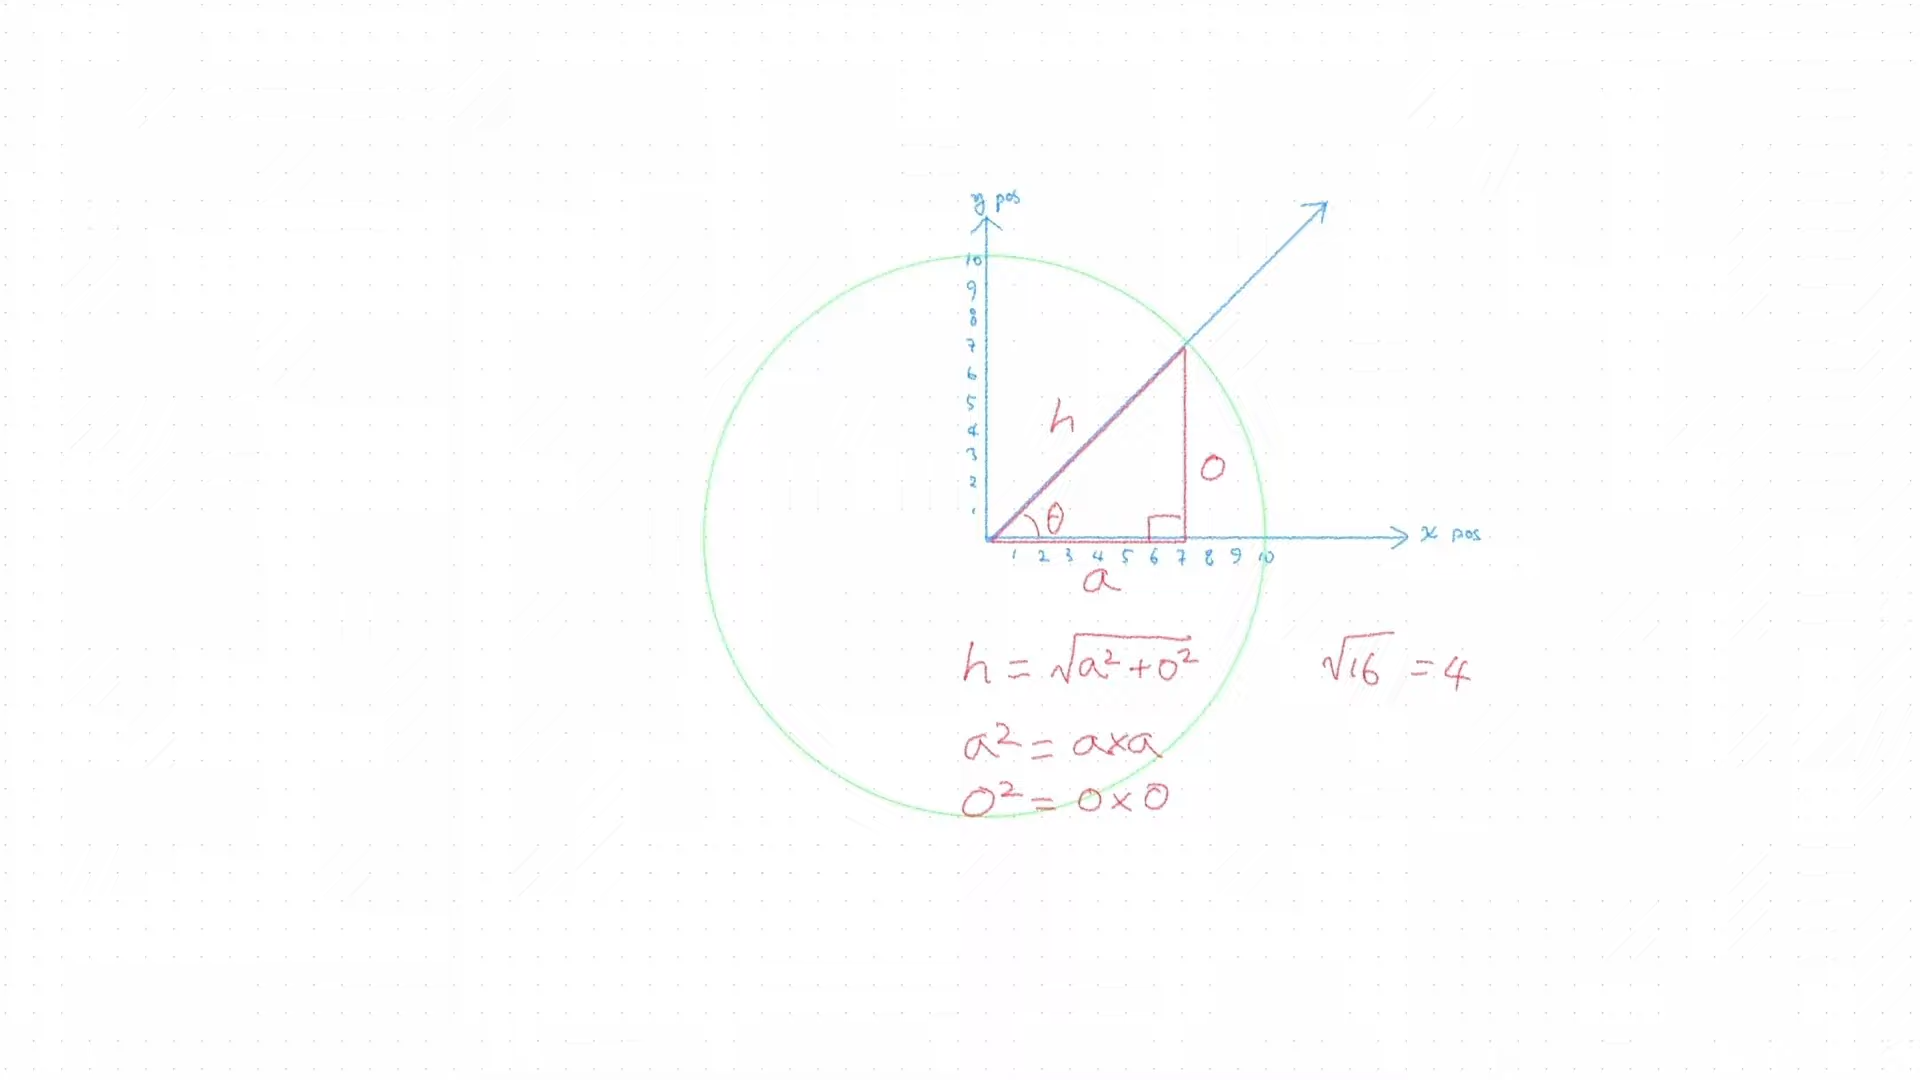 y pos
10
9
8
7
6
5
4
3
2
1
h
o
θ
x pos
1 2 3 4 5 6 7 8 9 10
a
h = √a²+o²
√16 = 4
a² = a×a
o² = o×o